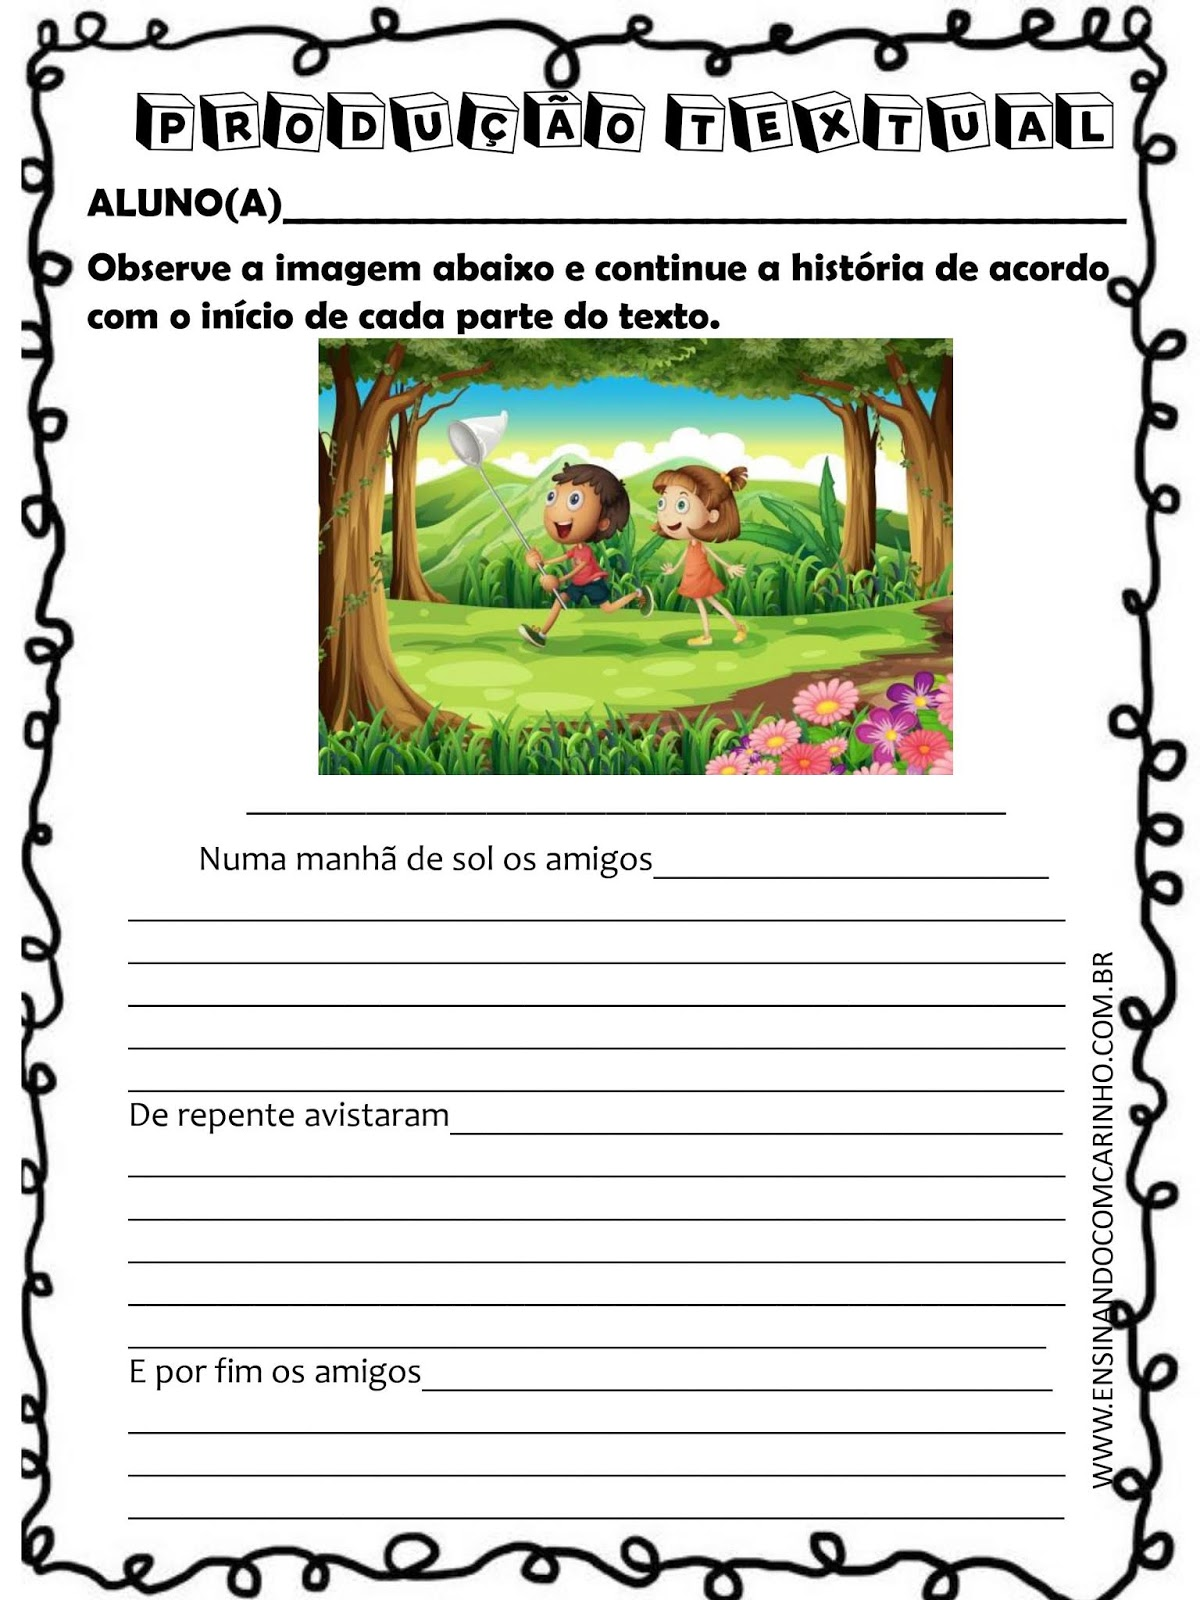 PRODUÇÃO TEXTUAL
ALUNO(A)
Observe a imagem abaixo e continue a história de acordo
com o início de cada parte do texto.
Numa manhã de sol os amigos
De repente avistaram
E por fim os amigos
WWW.ENSINANDOCOMCARINHO.COM.BR